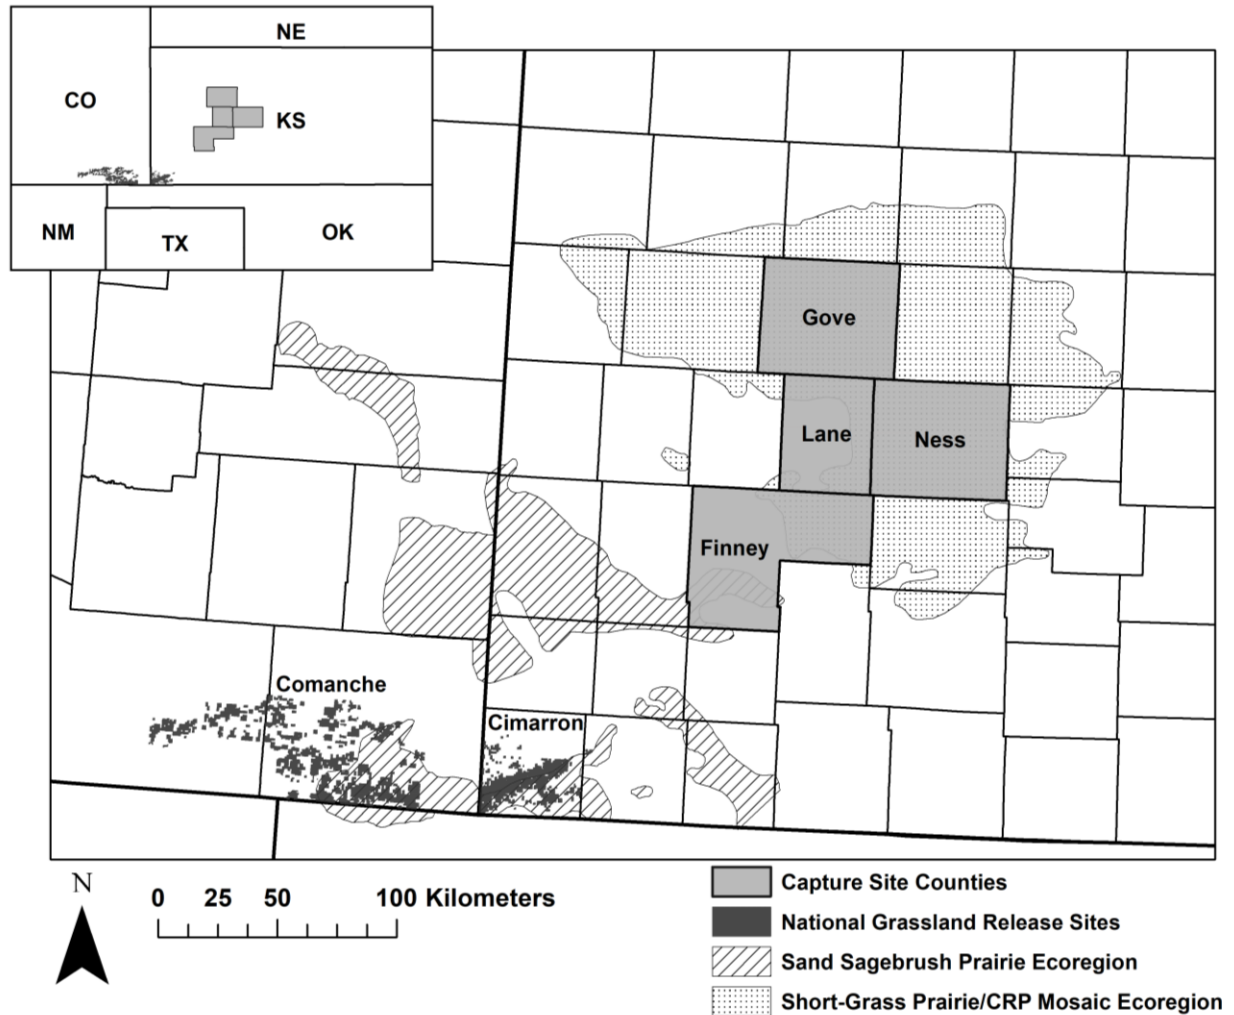 NE
CO
KS
NM
TX
OK
Gove
Lane
Ness
Finney
Comanche
Cimarron
N
0 25 50 100 Kilometers
Capture Site Counties
National Grassland Release Sites
Sand Sagebrush Prairie Ecoregion
Short-Grass Prairie/CRP Mosaic Ecoregion